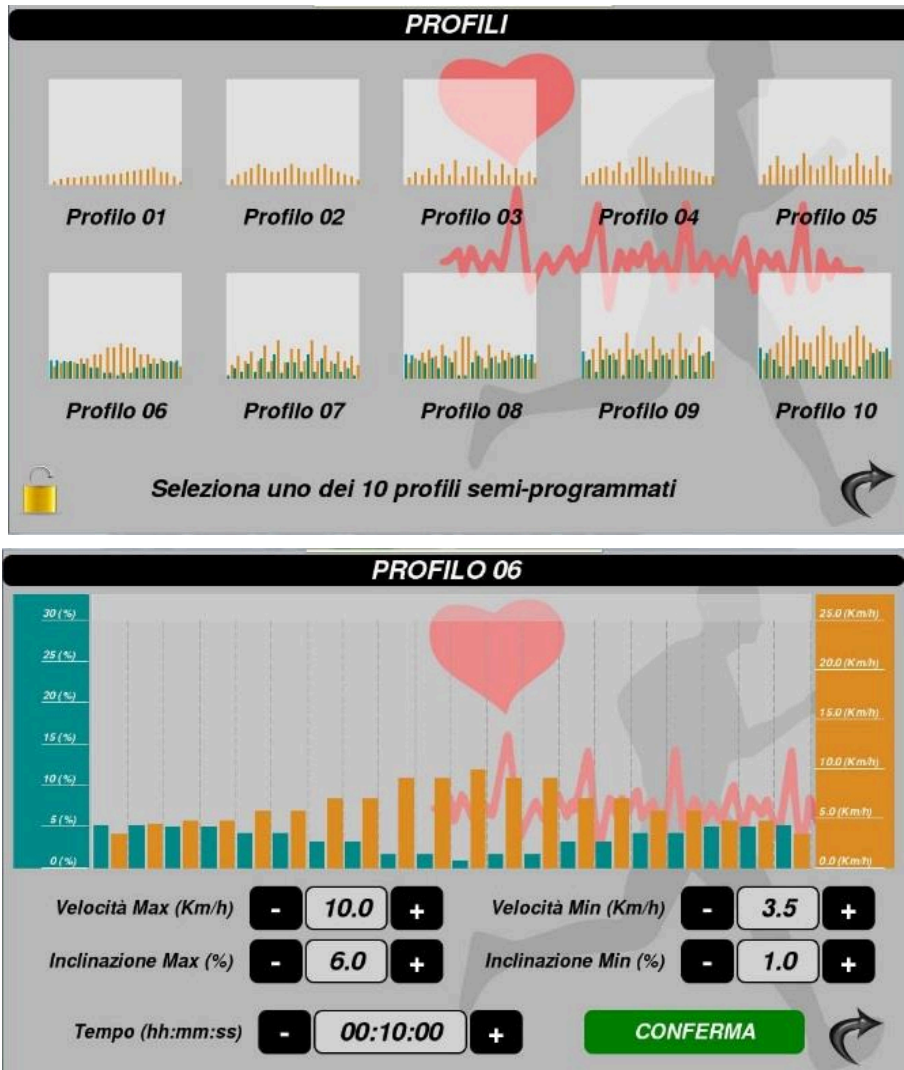 PROFILI
Profilo 01 Profilo 02 Profilo 03 Profilo 04 Profilo 05
Profilo 06 Profilo 07 Profilo 08 Profilo 09 Profilo 10
Seleziona uno dei 10 profili semi-programmati
PROFILO 06
30 (%) 25.0 (Km/h)
25 (%) 20.0 (Km/h)
20 (%) 15.0 (Km/h)
15 (%) 10.0 (Km/h)
10 (%) 5.0 (Km/h)
5 (%) 0.0 (Km/h)
0 (%)
Velocità Max (Km/h) - 10.0 + Velocità Min (Km/h) - 3.5 +
Inclinazione Max (%) - 6.0 + Inclinazione Min (%) - 1.0 +
Tempo (hh:mm:ss) - 00:10:00 + CONFERMA